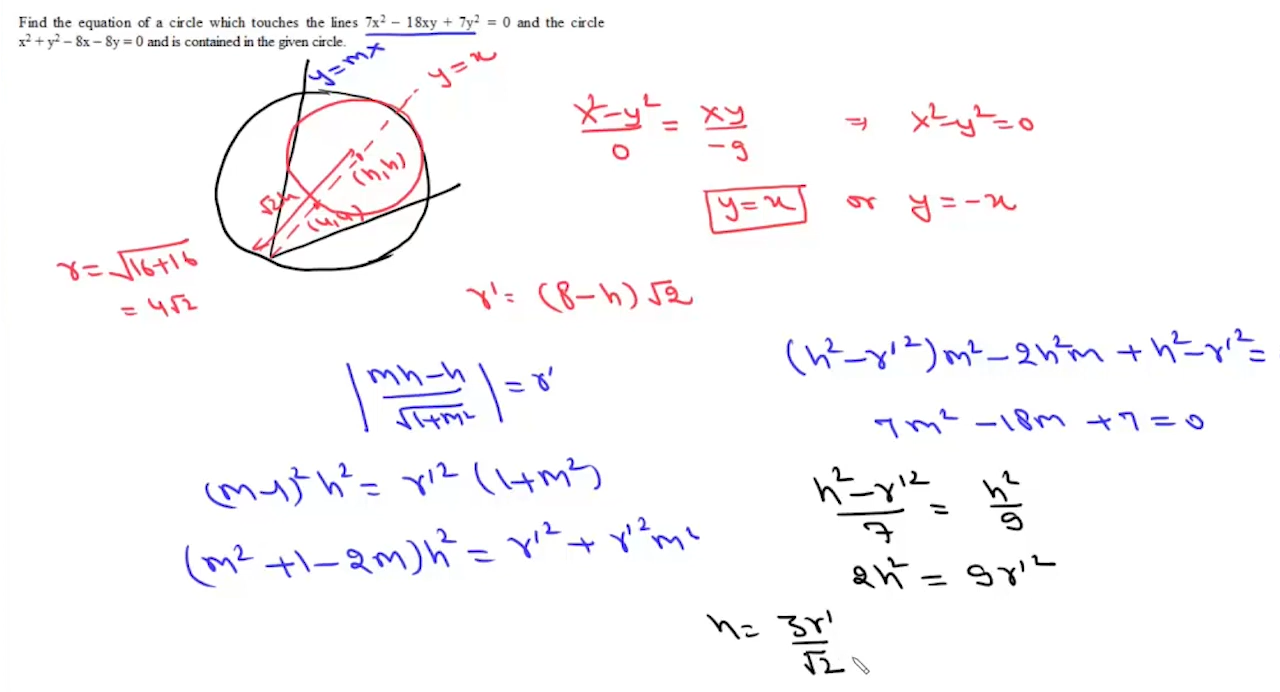 Find the equation of a circle which touches the lines 7x² – 18xy + 7y² = 0 and the circle
x² + y² – 8x – 8y = 0 and is contained in the given circle.
y=mx
y=x
x²-y²/0 = xy/-9 ⇒ x²-y²=0
y=x or y=-x
(h,h)
√2h
(4,4)
r=√16+16
= 4√2
r'= (8-h)√2
|mh-h/√1+m²| = r'
(m-1)²h² = r'²(1+m²)
(m²+1-2m)h² = r'²+r'²m²
(h²-r'²)m²-2h²m+h²-r'²=
7m²-18m+7=0
h²-r'²/7 = h²/9
2h² = 9r'²
h= 3r'/√2